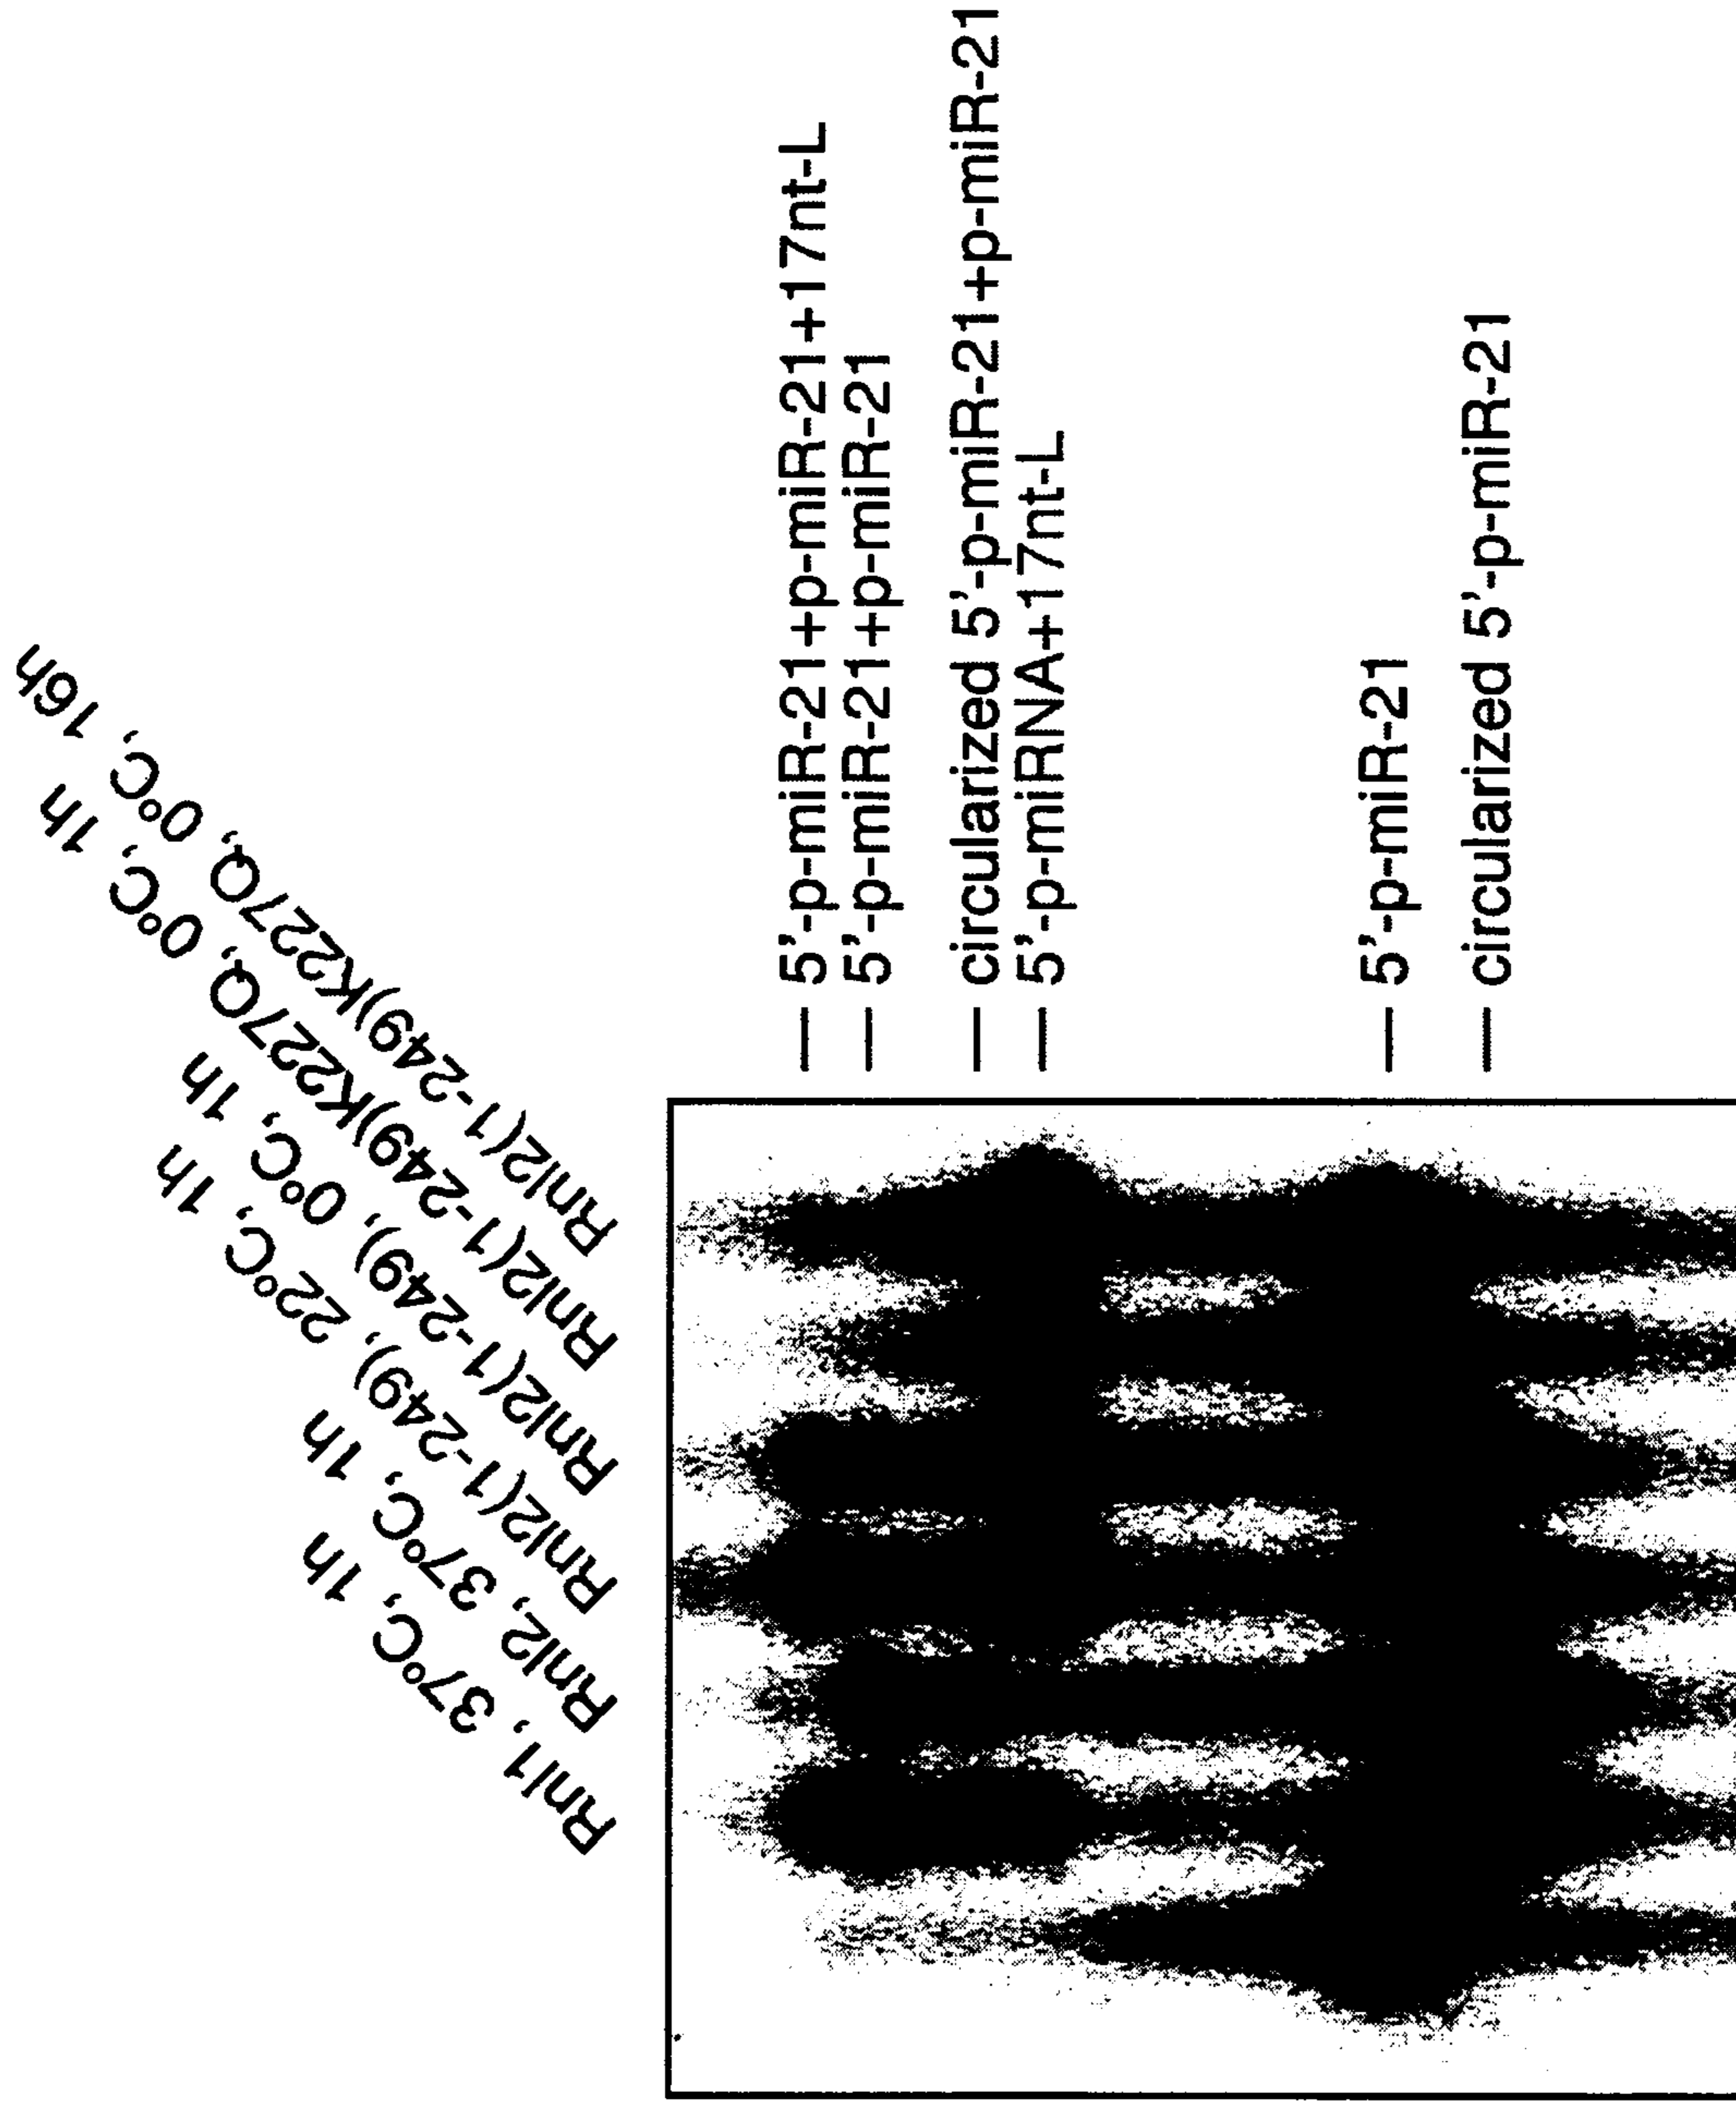 Rnl1, 37°C, 1h
Rnl2, 37°C, 1h
Rnl2(1-249), 22°C, 1h
Rnl2(1-249), 0°C, 1h
Rnl2(1-249)K227Q, 0°C, 1h
Rnl2(1-249)K227Q, 0°C, 16h
5'-p-miR-21+p-miR-21+17nt-L
5'-p-miR-21+p-miR-21
circularized 5'-p-miR-21+p-miR-21
5'-p-miRNA+17nt-L
5'-p-miR-21
circularized 5'-p-miR-21